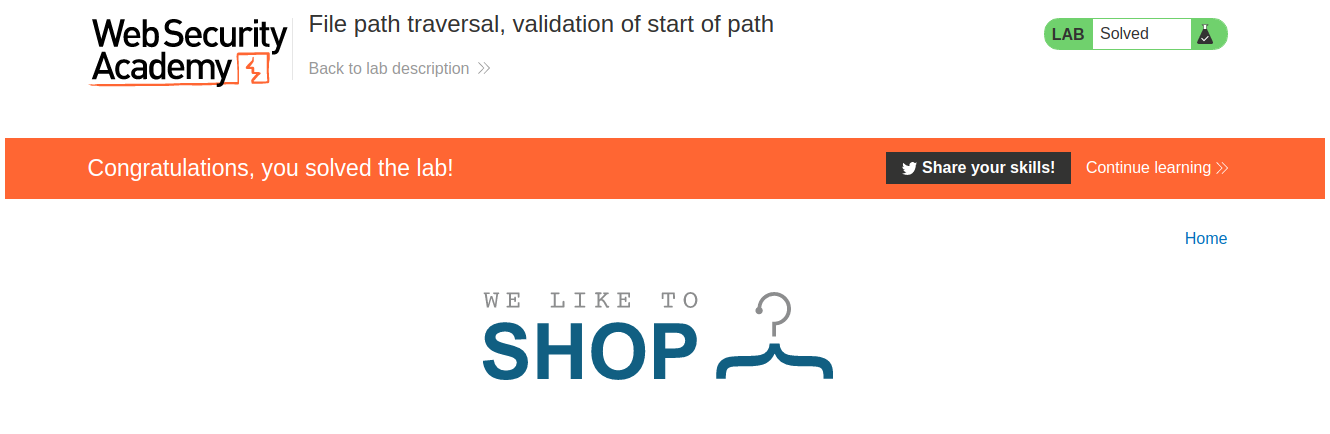 Web Security
Academy
File path traversal, validation of start of path
Back to lab description
LAB Solved
Congratulations, you solved the lab!
Share your skills!
Continue learning
Home
WE LIKE TO
SHOP